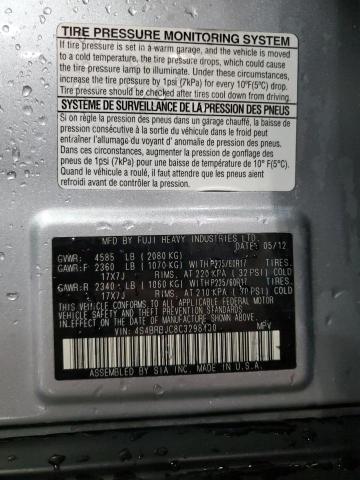 TIRE PRESSURE MONITORING SYSTEM
If tire pressure is set in a warm garage, and the vehicle is moved
to a cold temperature, the tire pressure drops, which could cause
the tire pressure lamp to illuminate. Under these circumstances,
increase the tire pressure by 1psi (7kPa) for every 10°F(5°C) drop.
Tire pressure should be checked after tires cool down from driving.
SYSTÈME DE SURVEILLANCE DE LA PRESSION DES PNEUS
Si on règle la pression des pneus dans un garage chauffé, la baisse de
pression consécutive à la sortie du véhicule dans le froid peut
entraîner l'allumage du voyant d' anomalie de pression des pneus.
Dans ces circonstances, augmenter la pression de gonflage
des pneus de 1psi (7kPa) pour une baisse de température de 10° F(5°C).
Quand le véhicule a roulé, attendre que les pneus refroidissent
avant de vérifier leur pression.
MFD BY FUJI HEAVY INDUSTRIES LTD.
DATE: 05/12
GVWR: 4585 LB (2080 KG)
GAWR:F 2360 LB (1070 KG) WITH P225/60R17 TIRES,
17X7J RIMS, AT 220 KPA ( 32 PSI) COLD
GAWR:R 2340 LB (1060 KG) WITH P225/60R17 TIRES,
17X7J RIMS, AT 210 KPA ( 30 PSI) COLD
THIS VEHICLE CONFORMS TO ALL APPLICABLE FEDERAL MOTOR
VEHICLE SAFETY AND THEFT PREVENTION STANDARDS IN
EFFECT ON THE DATE OF MANUFACTURE SHOWN ABOVE.
VIN: MPV
ASSEMBLED BY SIA INC. MADE IN U.S.A.